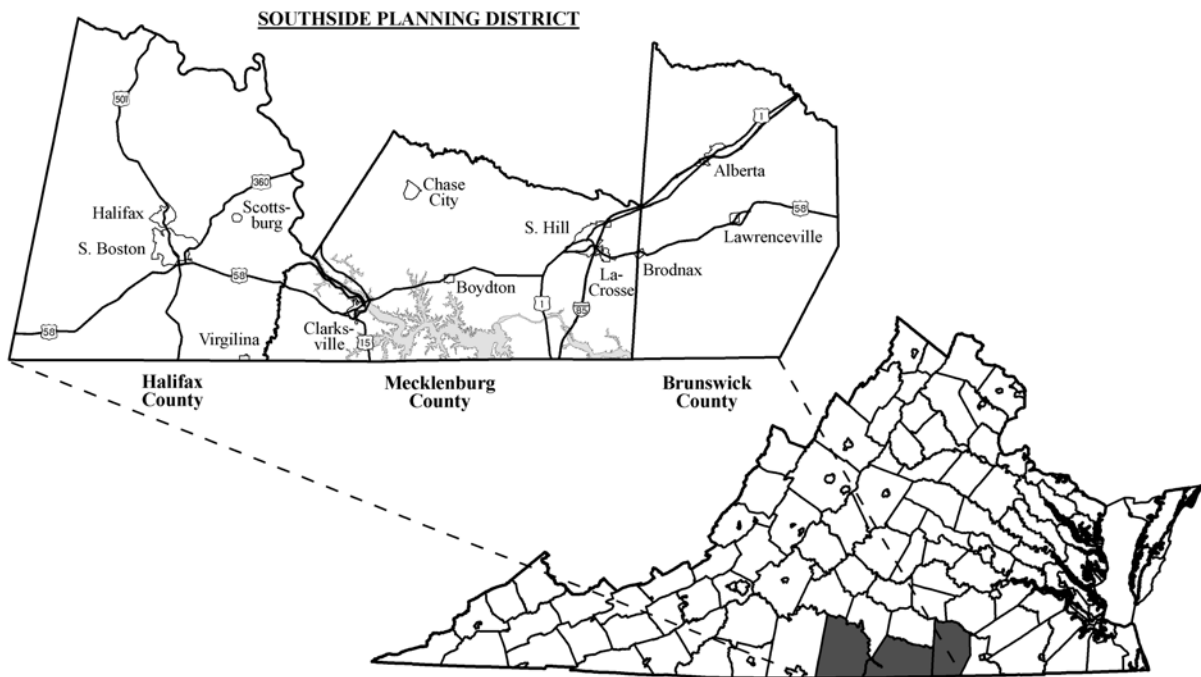 SOUTHSIDE PLANNING DISTRICT
501
1
360
Alberta
Chase
City
Halifax
Scotts-
burg
58
S. Hill
Lawrenceville
S. Boston
La-
Crosse
Brodnax
58
Boydton
1
85
58
Virgilina
Clarks-
ville
15
Halifax
County
Mecklenburg
County
Brunswick
County